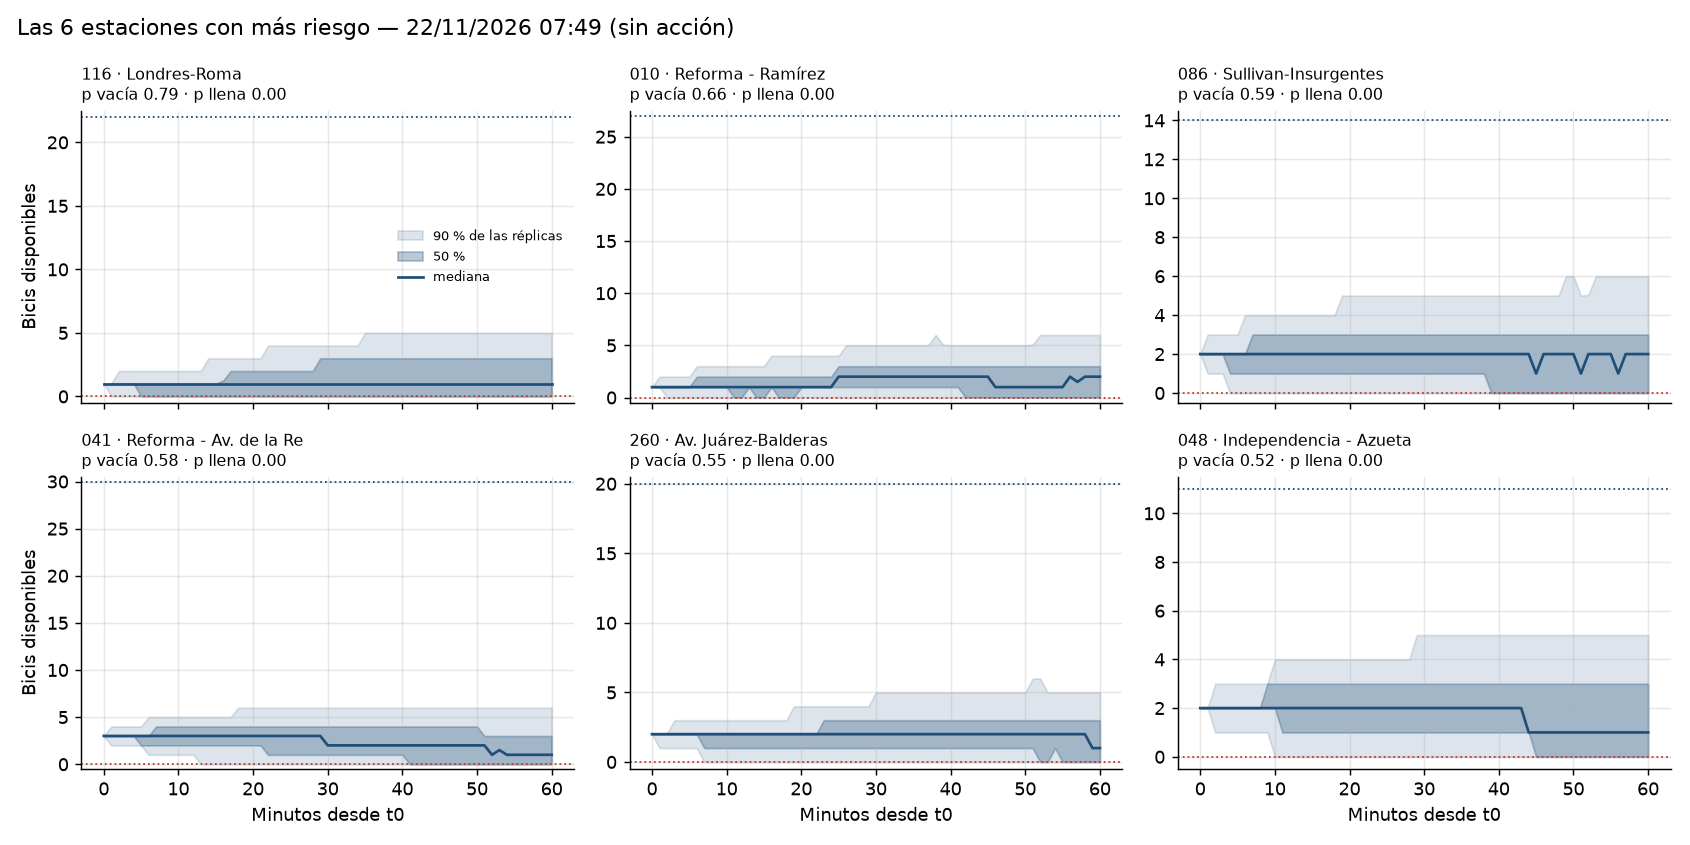 Las 6 estaciones con más riesgo — 22/11/2026 07:49 (sin acción)
116 · Londres-Roma
p vacía 0.79 · p llena 0.00
20
15
10
5
0
Bicis disponibles
90 % de las réplicas
50 %
mediana
010 · Reforma - Ramírez
p vacía 0.66 · p llena 0.00
25
20
15
10
5
0
086 · Sullivan-Insurgentes
p vacía 0.59 · p llena 0.00
14
12
10
8
6
4
2
0
041 · Reforma - Av. de la Re
p vacía 0.58 · p llena 0.00
30
25
20
15
10
5
0
Bicis disponibles
0 10 20 30 40 50 60
Minutos desde t0
260 · Av. Juárez-Balderas
p vacía 0.55 · p llena 0.00
20
15
10
5
0
0 10 20 30 40 50 60
Minutos desde t0
048 · Independencia - Azueta
p vacía 0.52 · p llena 0.00
10
8
6
4
2
0
0 10 20 30 40 50 60
Minutos desde t0